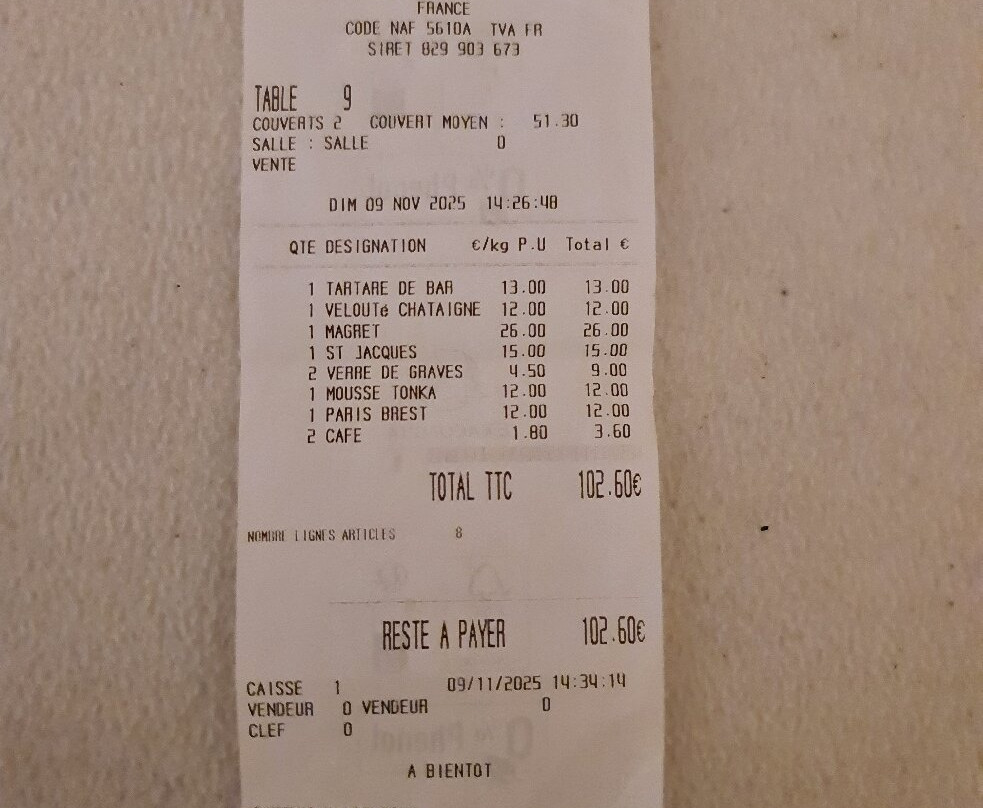 FRANCE
CODE NAF 5610A TVA FR
SIRET 829 903 673
TABLE 9
COUVERTS 2 COUVERT MOYEN : 51.30
SALLE : SALLE 0
VENTE
DIM 09 NOV 2025 14:26:48
QTE DESIGNATION €/kg P.U Total €
1 TARTARE DE BAR 13.00 13.00
1 VELOUTé CHATAIGNE 12.00 12.00
1 MAGRET 26.00 26.00
1 ST JACQUES 15.00 15.00
2 VERRE DE GRAVES 4.50 9.00
1 MOUSSE TONKA 12.00 12.00
1 PARIS BREST 12.00 12.00
2 CAFE 1.80 3.60
TOTAL TTC 102.60€
NOMBRE LIGNES ARTICLES 8
RESTE A PAYER 102.60€
CAISSE 1 09/11/2025 14:34:14
VENDEUR 0 VENDEUR 0
CLEF 0
A BIENTOT